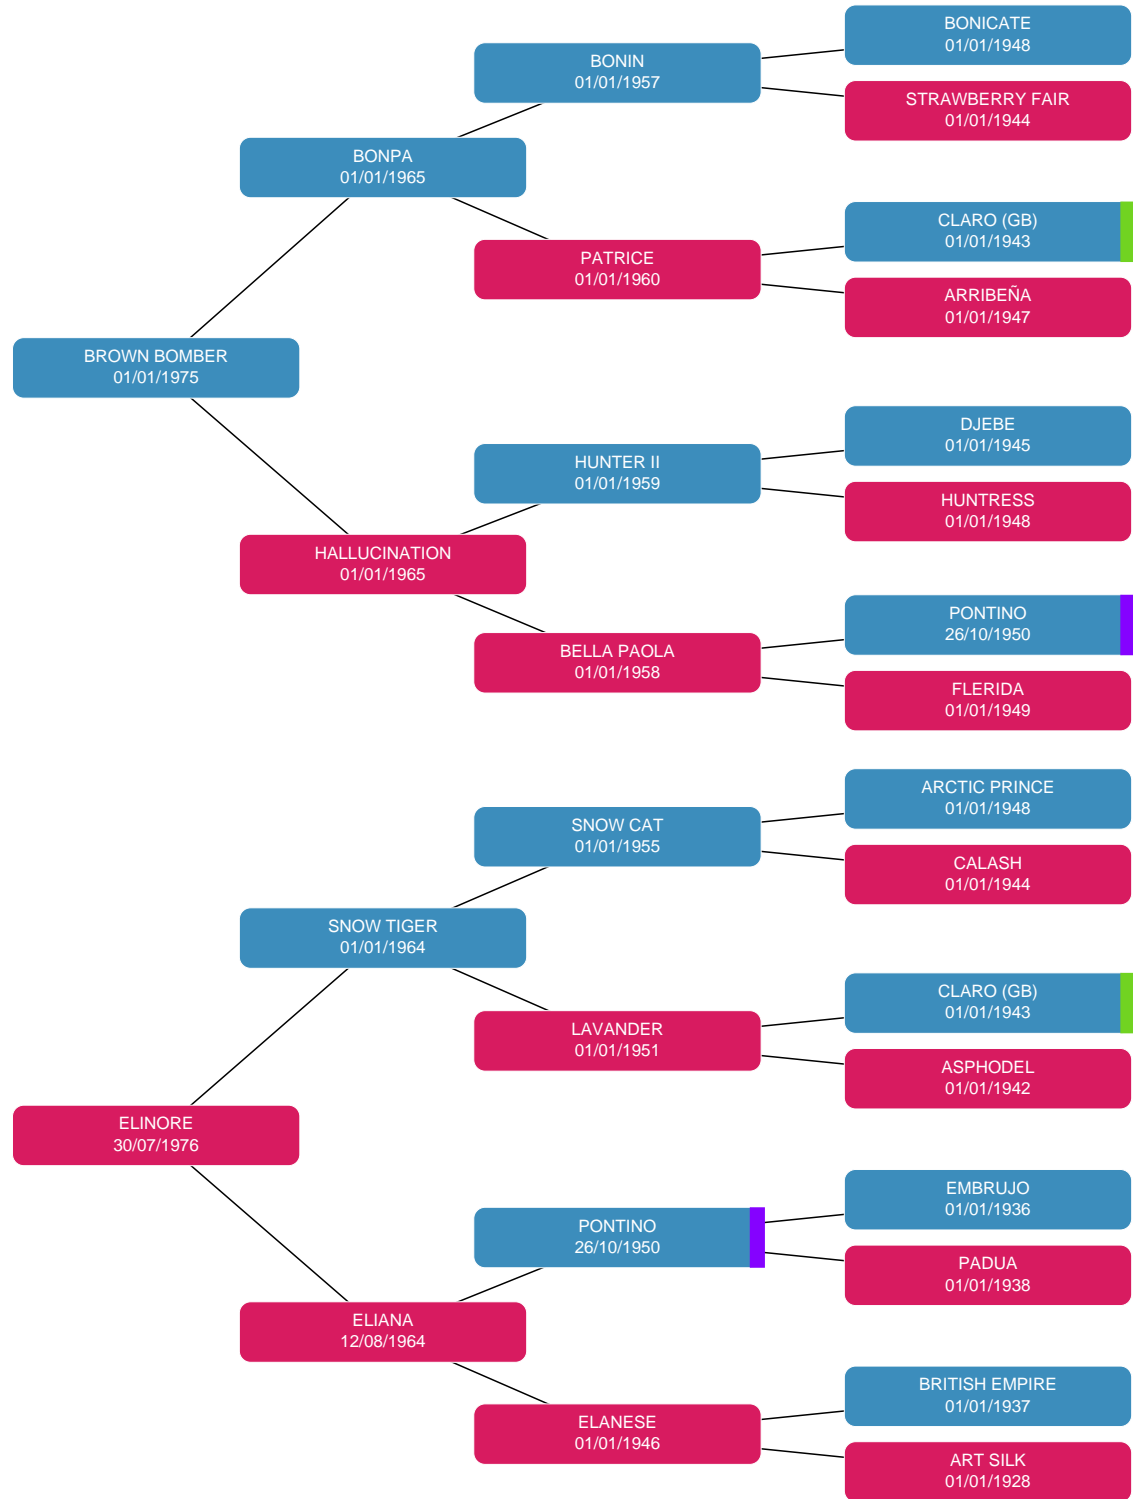 BONICATE
01/01/1948
BONIN
01/01/1957
STRAWBERRY FAIR
01/01/1944
BONPA
01/01/1965
CLARO (GB)
01/01/1943
PATRICE
01/01/1960
ARRIBEÑA
01/01/1947
BROWN BOMBER
01/01/1975
DJEBE
01/01/1945
HUNTER II
01/01/1959
HUNTRESS
01/01/1948
HALLUCINATION
01/01/1965
PONTINO
26/10/1950
BELLA PAOLA
01/01/1958
FLERIDA
01/01/1949
ARCTIC PRINCE
01/01/1948
SNOW CAT
01/01/1955
CALASH
01/01/1944
SNOW TIGER
01/01/1964
CLARO (GB)
01/01/1943
LAVANDER
01/01/1951
ASPHODEL
01/01/1942
ELINORE
30/07/1976
EMBRUJO
01/01/1936
PONTINO
26/10/1950
PADUA
01/01/1938
ELIANA
12/08/1964
BRITISH EMPIRE
01/01/1937
ELANESE
01/01/1946
ART SILK
01/01/1928